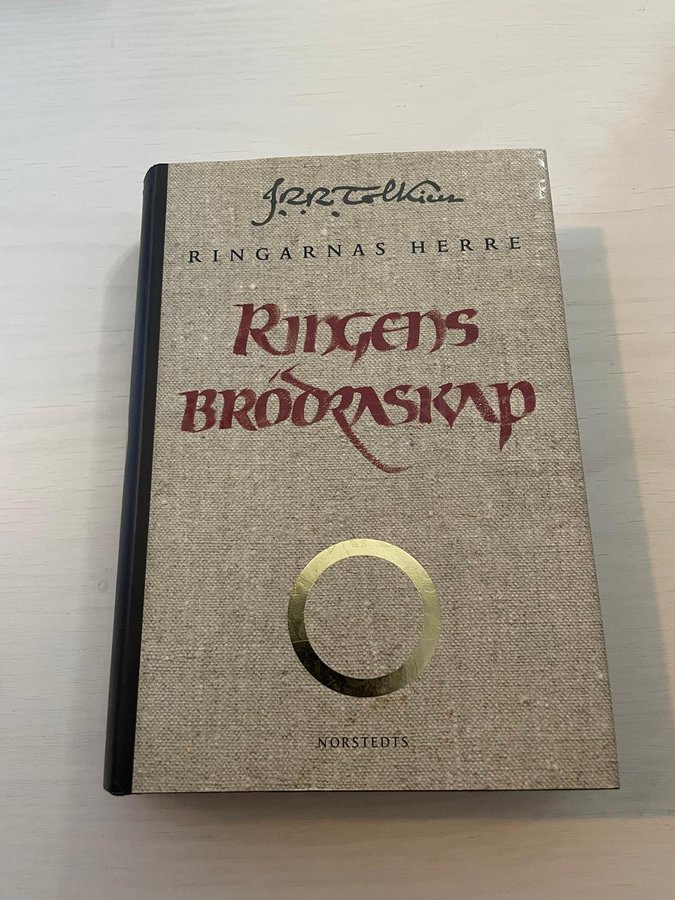 J.R.R. Tolkien
RINGARNAS HERRE
RINGENS
BRÖDRASKAP
NORSTEDTS